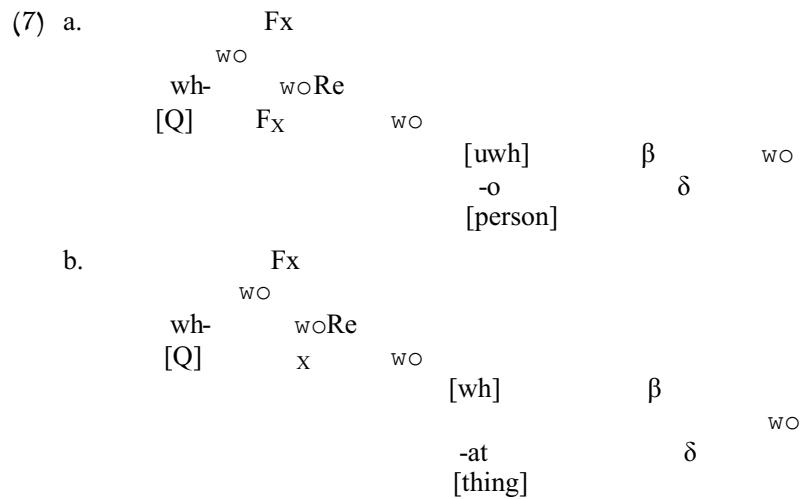 (7) a. Fx
wo
wh- woRe
[Q] FX wo
[uwh] β wo
-o δ
[person]
b. Fx
wo
wh- woRe
[Q] X wo
[wh] β
wo
-at δ
[thing]